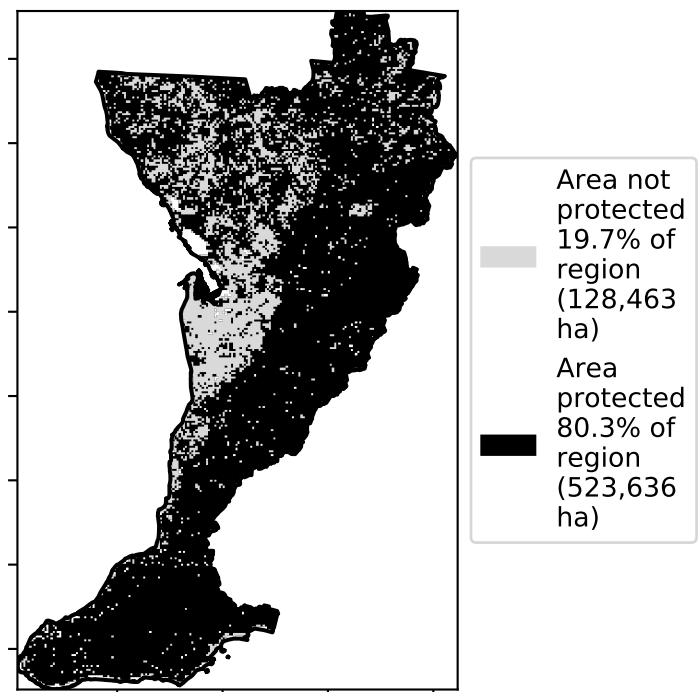 Area not
protected
19.7% of
region
(128,463
ha)
Area
protected
80.3% of
region
(523,636
ha)